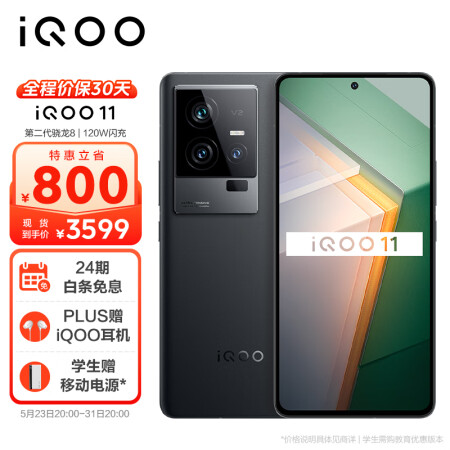 iQOO
全程价保30天
iQOO 11
第二代骁龙8 | 120W闪充
特惠立省
¥800
现货到手价 ¥3599
24期
白条免息
免
PLUS赠
iQOO耳机
学生赠
移动电源*
5月23日20:00-31日20:00
V2
iQOO
iQOO 11
*价格说明具体见商详 | 学生需购教育优惠版本